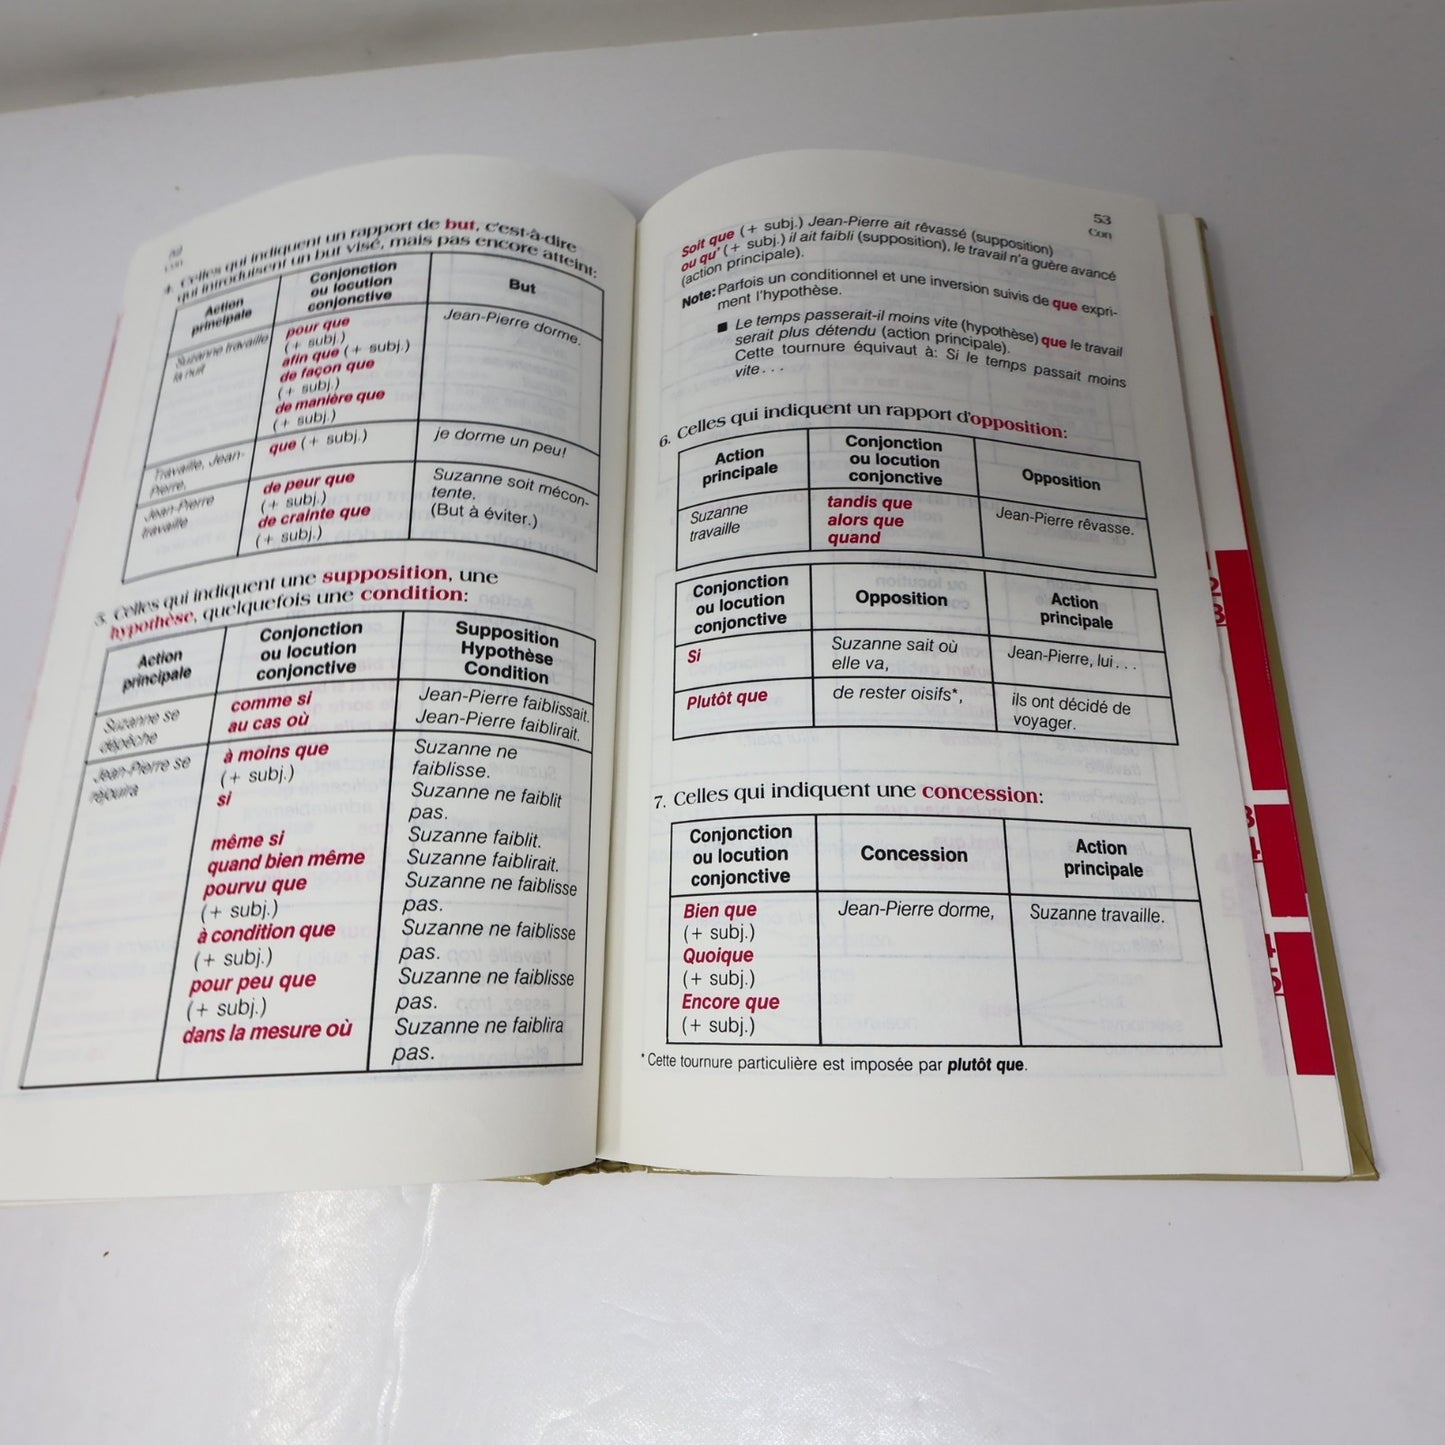 52
Con
4. Celles qui indiquent un rapport de but, c'est-à-dire
qui introduisent un but visé, mais pas encore atteint:
Action
principale
Conjonction
ou locution
conjonctive
But
Suzanne travaille
la nuit
pour que
(+ subj.)
afin que (+ subj.)
de façon que
(+ subj.)
de manière que
(+ subj.)
Jean-Pierre dorme.
Travaille, Jean-
Pierre,
que (+ subj.)
je dorme un peu!
Jean-Pierre
travaille
de peur que
(+ subj.)
de crainte que
(+ subj.)
Suzanne soit mécon-
tente.
(But à éviter.)
5. Celles qui indiquent une supposition, une
hypothèse, quelquefois une condition:
Action
principale
Conjonction
ou locution
conjonctive
Supposition
Hypothèse
Condition
Suzanne se
dépêche
comme si
au cas où
Jean-Pierre faiblissait.
Jean-Pierre faiblirait.
Jean-Pierre se
réjouira
à moins que
(+ subj.)
si
même si
quand bien même
pourvu que
(+ subj.)
à condition que
(+ subj.)
pour peu que
(+ subj.)
dans la mesure où
Suzanne ne
faiblisse.
Suzanne ne faiblit
pas.
Suzanne faiblit.
Suzanne faiblirait.
Suzanne ne faiblisse
pas.
Suzanne ne faiblisse
pas.
Suzanne ne faiblisse
pas.
Suzanne ne faiblira
pas.
53
Con
Soit que (+ subj.) Jean-Pierre ait rêvassé (supposition)
ou qu' (+ subj.) il ait faibli (supposition), le travail n'a guère avancé
(action principale).
Note: Parfois un conditionnel et une inversion suivis de que expri-
ment l'hypothèse.
■ Le temps passerait-il moins vite (hypothèse) que le travail
serait plus détendu (action principale).
Cette tournure équivaut à: Si le temps passait moins
vite...
6. Celles qui indiquent un rapport d'opposition:
Action
principale
Conjonction
ou locution
conjonctive
Opposition
Suzanne
travaille
tandis que
alors que
quand
Jean-Pierre rêvasse.
Conjonction
ou locution
conjonctive
Opposition
Action
principale
Si
Suzanne sait où
elle va,
Jean-Pierre, lui...
Plutôt que
de rester oisifs*,
ils ont décidé de
voyager.
7. Celles qui indiquent une concession:
Conjonction
ou locution
conjonctive
Concession
Action
principale
Bien que
(+ subj.)
Quoique
(+ subj.)
Encore que
(+ subj.)
Jean-Pierre dorme,
Suzanne travaille.
* Cette tournure particulière est imposée par plutôt que.